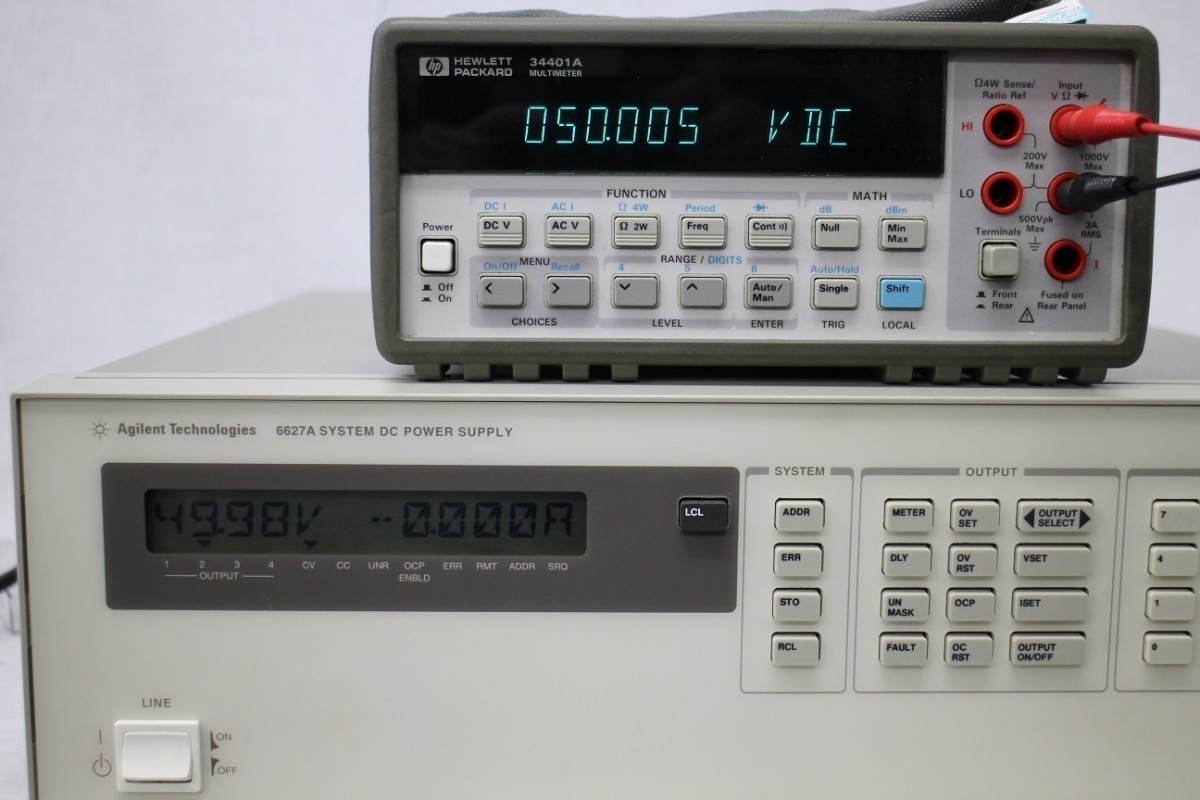 hp HEWLETT PACKARD 34401A MULTIMETER
050.005 VDC
Ω4W Sense/ Ratio Ref
Input VΩ
HI
200V Max
1000V Max
LO
500Vpk Max
3A RMS
Terminals
I
Front
Rear
Fused on Rear Panel
Power
Off
On
FUNCTION
MATH
DC I AC I Ω 4W Period dB dBm
DC V AC V Ω 2W Freq Cont Null Min Max
MENU
RANGE / DIGITS
On/Off Recall 4 5 6 Auto/Hold
< > Auto/ Man Single Shift
CHOICES LEVEL ENTER TRIG LOCAL
Agilent Technologies 6627A SYSTEM DC POWER SUPPLY
49.98V -0.000A
1 2 3 4 CV CC UNR OCP ENBLD ERR RMT ADDR SRQ
OUTPUT
LCL
SYSTEM
ADDR
ERR
STO
RCL
OUTPUT
METER OV SET OUTPUT SELECT
DLY OV RST VSET
UN MASK OCP ISET
FAULT OC RST OUTPUT ON/OFF
7
4
1
0
LINE
ON
OFF